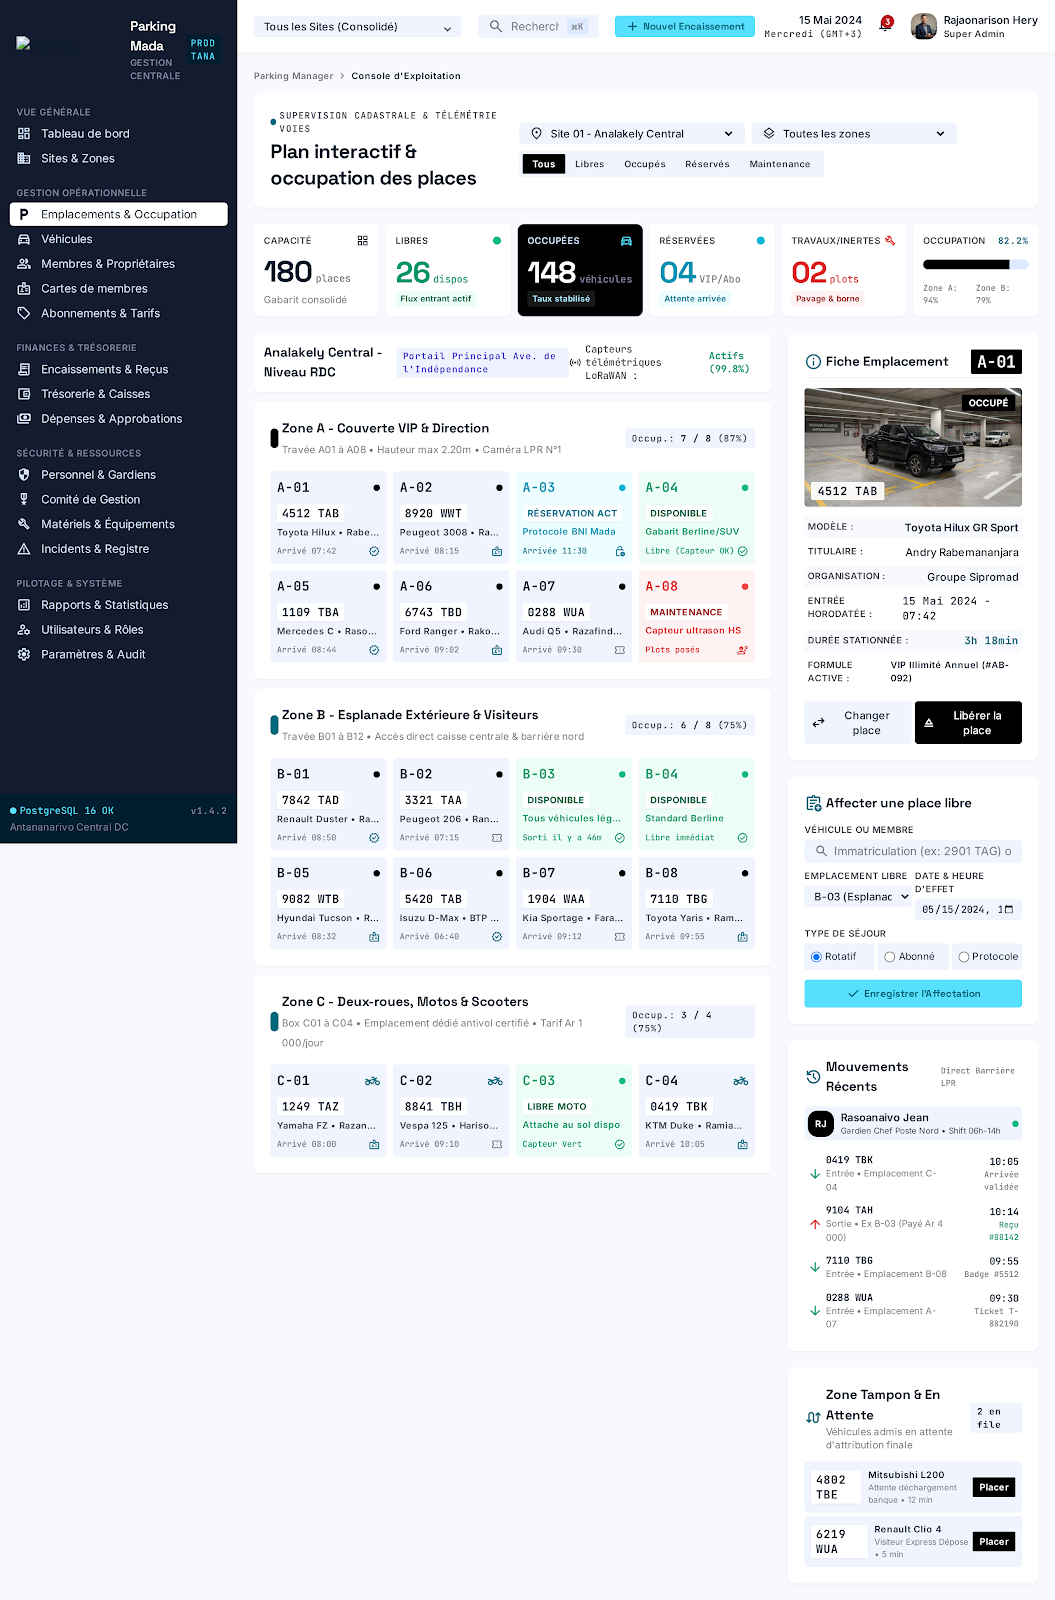 Parking Mada
GESTION CENTRALE
PROD TANA
VUE GÉNÉRALE
Tableau de bord
Sites & Zones
GESTION OPÉRATIONNELLE
Emplacements & Occupation
Véhicules
Membres & Propriétaires
Cartes de membres
Abonnements & Tarifs
FINANCES & TRÉSORERIE
Encaissements & Reçus
Trésorerie & Caisses
Dépenses & Approbations
SÉCURITÉ & RESSOURCES
Personnel & Gardiens
Comité de Gestion
Matériels & Équipements
Incidents & Registre
PILOTAGE & SYSTÈME
Rapports & Statistiques
Utilisateurs & Rôles
Paramètres & Audit
PostgreSQL 16 OK
v1.4.2
Antananarivo Central DC
Tous les Sites (Consolidé)
Recherch
⌘K
Nouvel Encaissement
15 Mai 2024
Mercredi (GMT+3)
3
Rajaonarison Hery
Super Admin
Parking Manager > Console d'Exploitation
SUPERVISION CADASTRALE & TÉLÉMÉTRIE
VOIES
Plan interactif &
occupation des places
Site 01 - Analakely Central
Toutes les zones
Tous
Libres
Occupés
Réservés
Maintenance
CAPACITÉ
180 places
Gabarit consolidé
LIBRES
26 dispos
Flux entrant actif
OCCUPÉES
148 véhicules
Taux stabilisé
RÉSERVÉES
04 VIP/Abo
Attente arrivée
TRAVAUX/INERTES
02 plots
Pavage & borne
OCCUPATION 82.2%
Zone A: 94%
Zone B: 79%
Analakely Central -
Niveau RDC
Portail Principal Ave. de
l'Indépendance
Capteurs
télémétriques
LoRaWAN :
Actifs
(99.8%)
Zone A - Couverte VIP & Direction
Travée A01 à A08 • Hauteur max 2.20m • Caméra LPR N°1
Occup.: 7 / 8 (87%)
A-01
4512 TAB
Toyota Hilux • Rabe...
Arrivé 07:42
A-02
8920 WWT
Peugeot 3008 • Ra...
Arrivé 08:15
A-03
RÉSERVATION ACT
Protocole BNI Mada
Arrivée 11:30
A-04
DISPONIBLE
Gabarit Berline/SUV
Libre (Capteur OK)
A-05
1109 TBA
Mercedes C • Raso...
Arrivé 08:44
A-06
6743 TBD
Ford Ranger • Rako...
Arrivé 09:02
A-07
0288 WUA
Audi Q5 • Razafind...
Arrivé 09:30
A-08
MAINTENANCE
Capteur ultrason HS
Plots posés
Zone B - Esplanade Extérieure & Visiteurs
Travée B01 à B12 • Accès direct caisse centrale & barrière nord
Occup.: 6 / 8 (75%)
B-01
7842 TAD
Renault Duster • Ra...
Arrivé 08:50
B-02
3321 TAA
Peugeot 206 • Ran...
Arrivé 07:15
B-03
DISPONIBLE
Tous véhicules lég...
Sorti il y a 46m
B-04
DISPONIBLE
Standard Berline
Libre immédiat
B-05
9082 WTB
Hyundai Tucson • R...
Arrivé 08:32
B-06
5420 TAB
Isuzu D-Max • BTP ...
Arrivé 06:40
B-07
1904 WAA
Kia Sportage • Fara...
Arrivé 09:12
B-08
7110 TBG
Toyota Yaris • Ram...
Arrivé 09:55
Zone C - Deux-roues, Motos & Scooters
Box C01 à C04 • Emplacement dédié antivol certifié • Tarif Ar 1
000/jour
Occup.: 3 / 4
(75%)
C-01
1249 TAZ
Yamaha FZ • Razan...
Arrivé 08:00
C-02
8841 TBH
Vespa 125 • Hariso...
Arrivé 09:10
C-03
LIBRE MOTO
Attache au sol dispo
Capteur Vert
C-04
0419 TBK
KTM Duke • Ramia...
Arrivé 10:05
Fiche Emplacement
A-01
OCCUPÉ
4512 TAB
MODÈLE : Toyota Hilux GR Sport
TITULAIRE : Andry Rabemananjara
ORGANISATION : Groupe Sipromad
ENTRÉE
HORODATÉE :
15 Mai 2024 -
07:42
DURÉE STATIONNÉE : 3h 18min
FORMULE
ACTIVE :
VIP Illimité Annuel (#AB-
092)
Changer
place
Libérer la
place
Affecter une place libre
VÉHICULE OU MEMBRE
Immatriculation (ex: 2901 TAG) o
EMPLACEMENT LIBRE
B-03 (Esplanac
DATE & HEURE
D'EFFET
05/15/2024, 1
TYPE DE SÉJOUR
Rotatif
Abonné
Protocole
Enregistrer l'Affectation
Mouvements
Récents
Direct Barrière
LPR
RJ
Rasoanaivo Jean
Gardien Chef Poste Nord • Shift 06h-14h
0419 TBK
Entrée • Emplacement C-
04
10:05
Arrivée
validée
9104 TAH
Sortie • Ex B-03 (Payé Ar 4
000)
10:14
Reçu
#88142
7110 TBG
Entrée • Emplacement B-08
09:55
Badge #5512
0288 WUA
Entrée • Emplacement A-
07
09:30
Ticket T-
882190
Zone Tampon & En
Attente
Véhicules admis en attente
d'attribution finale
2 en
file
4802
TBE
Mitsubishi L200
Attente déchargement
banque • 12 min
Placer
6219
WUA
Renault Clio 4
Visiteur Express Dépose
• 5 min
Placer